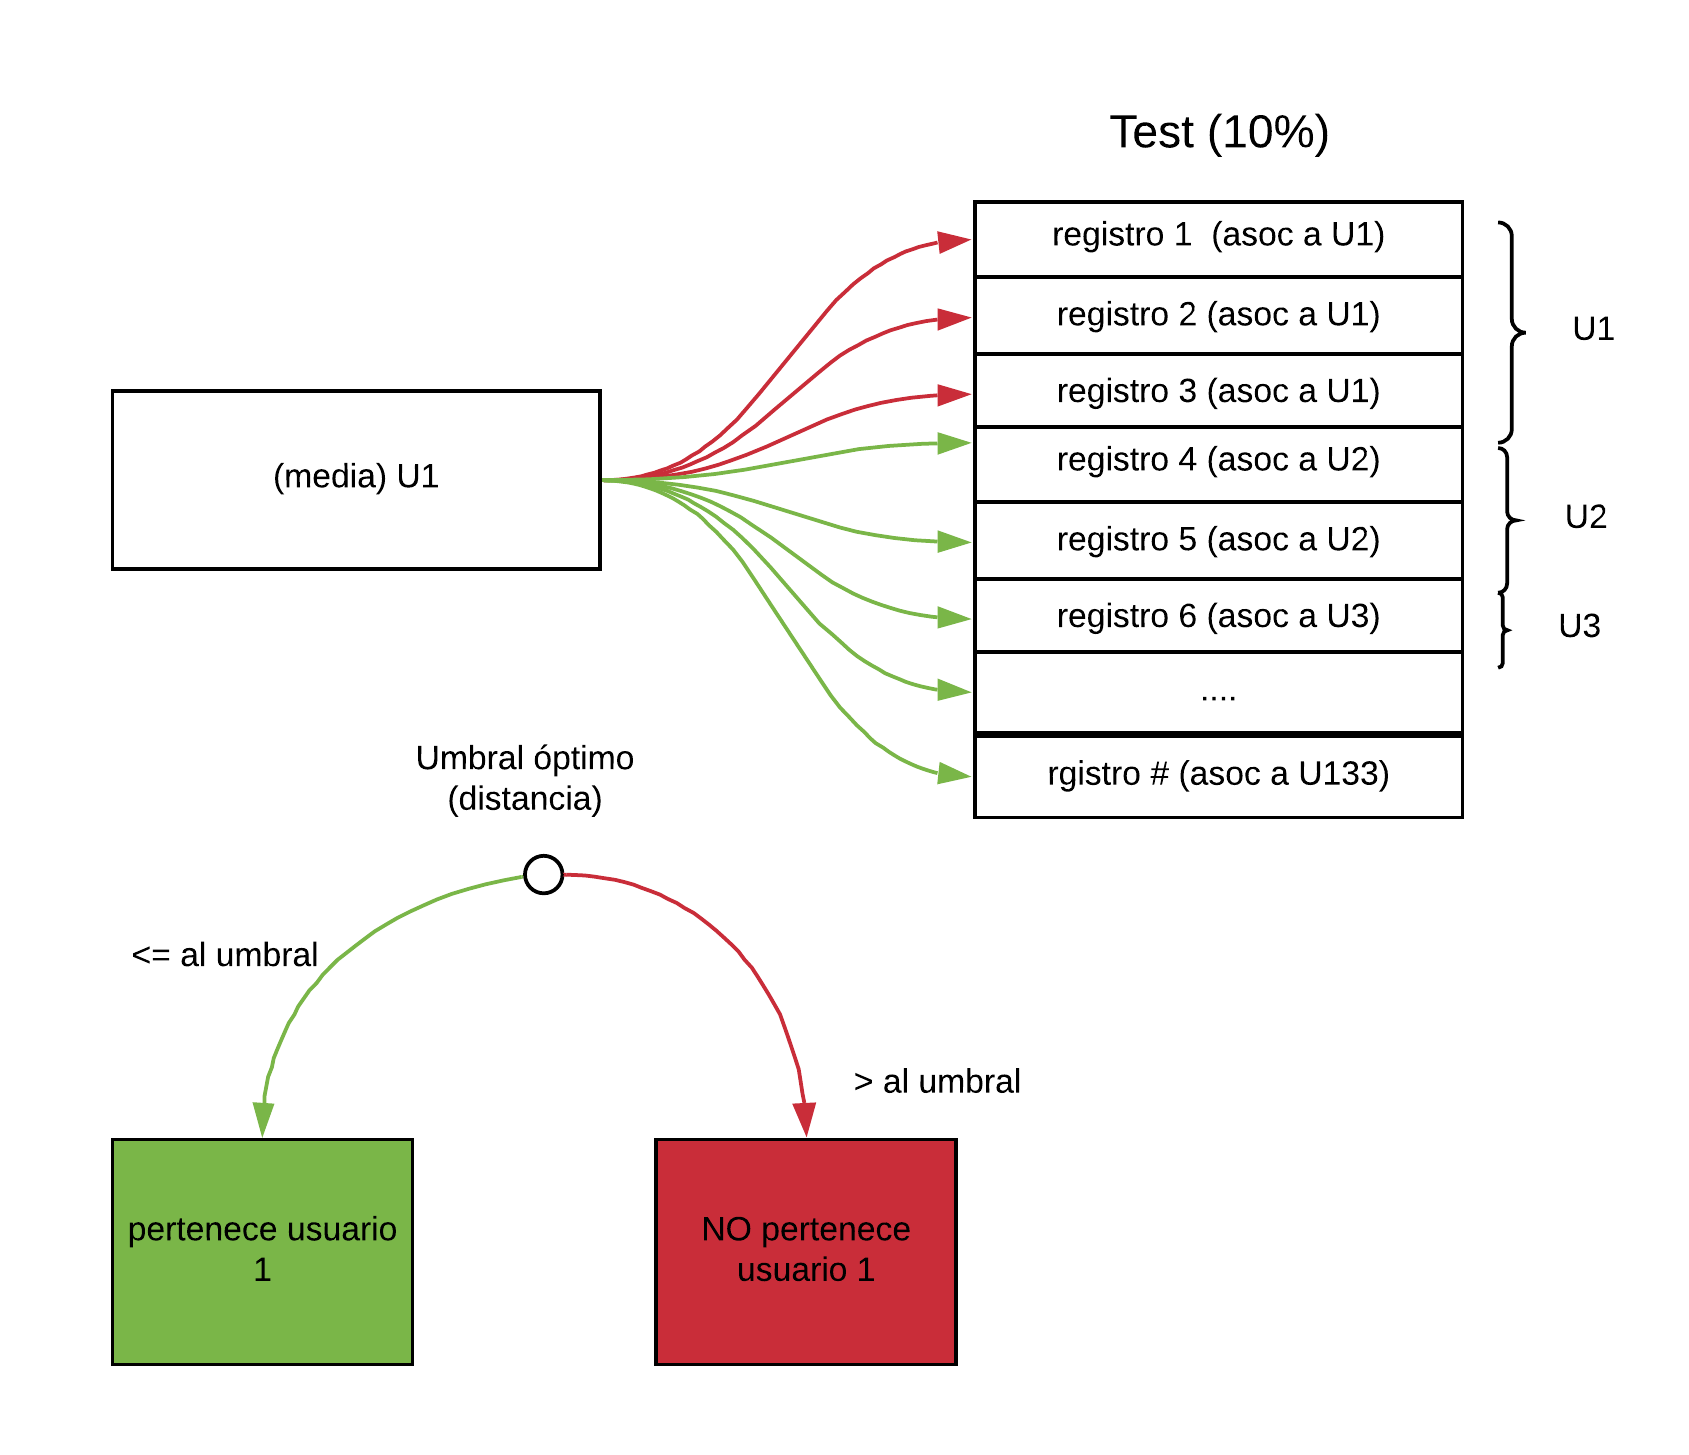 Test (10%)
registro 1  (asoc a U1)
registro 2 (asoc a U1)
registro 3 (asoc a U1)
U1
registro 4 (asoc a U2)
registro 5 (asoc a U2)
U2
registro 6 (asoc a U3)
U3
....
rgistro # (asoc a U133)
(media) U1
Umbral óptimo
(distancia)
<= al umbral
> al umbral
pertenece usuario
1
NO pertenece
usuario 1